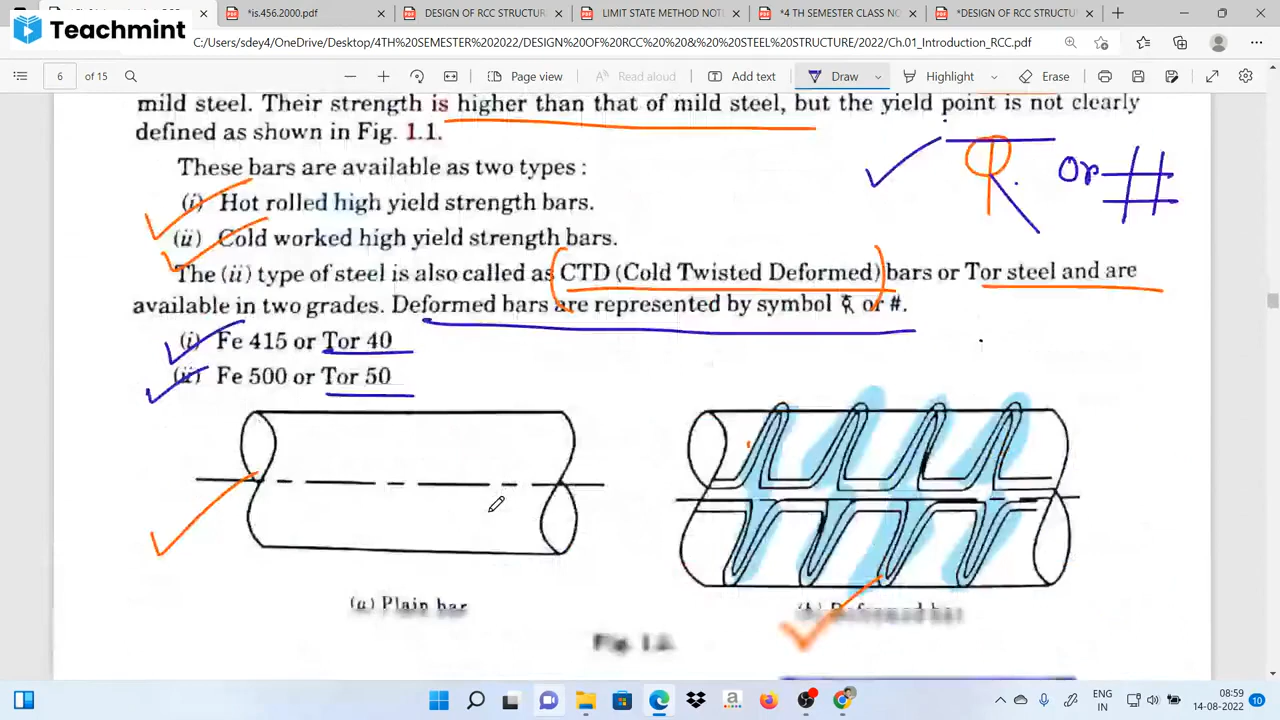 *is.456.2000.pdf
DESIGN OF RCC STRUCTUR
LIMIT STATE METHOD NOT
*4 TH SEMESTER 2022/DES
*DESIGN OF RCC STRUCTU
Teachmint
C:/Users/sdey4/OneDrive/Desktop/4TH%20SEMESTER%202022/DESIGN%20OF%20RCC%20%20&%20%20STEEL%20STRUCTURE/2022/Ch.01_Introduction_RCC.pdf
6 of 15
Page view
Read aloud
Add text
Draw
Highlight
Erase
mild steel. Their strength is higher than that of mild steel, but the yield point is not clearly
defined as shown in Fig. 1.1.
or #
These bars are available as two types :
(i) Hot rolled high yield strength bars.
(ii) Cold worked high yield strength bars.
The (ii) type of steel is also called as CTD (Cold Twisted Deformed) bars or Tor steel and are
available in two grades. Deformed bars are represented by symbol or #.
(i) Fe 415 or Tor 40
(ii) Fe 500 or Tor 50
(a) Plain bar
(b) Deformed bar
ENG
IN
08:59
14-08-2022
10